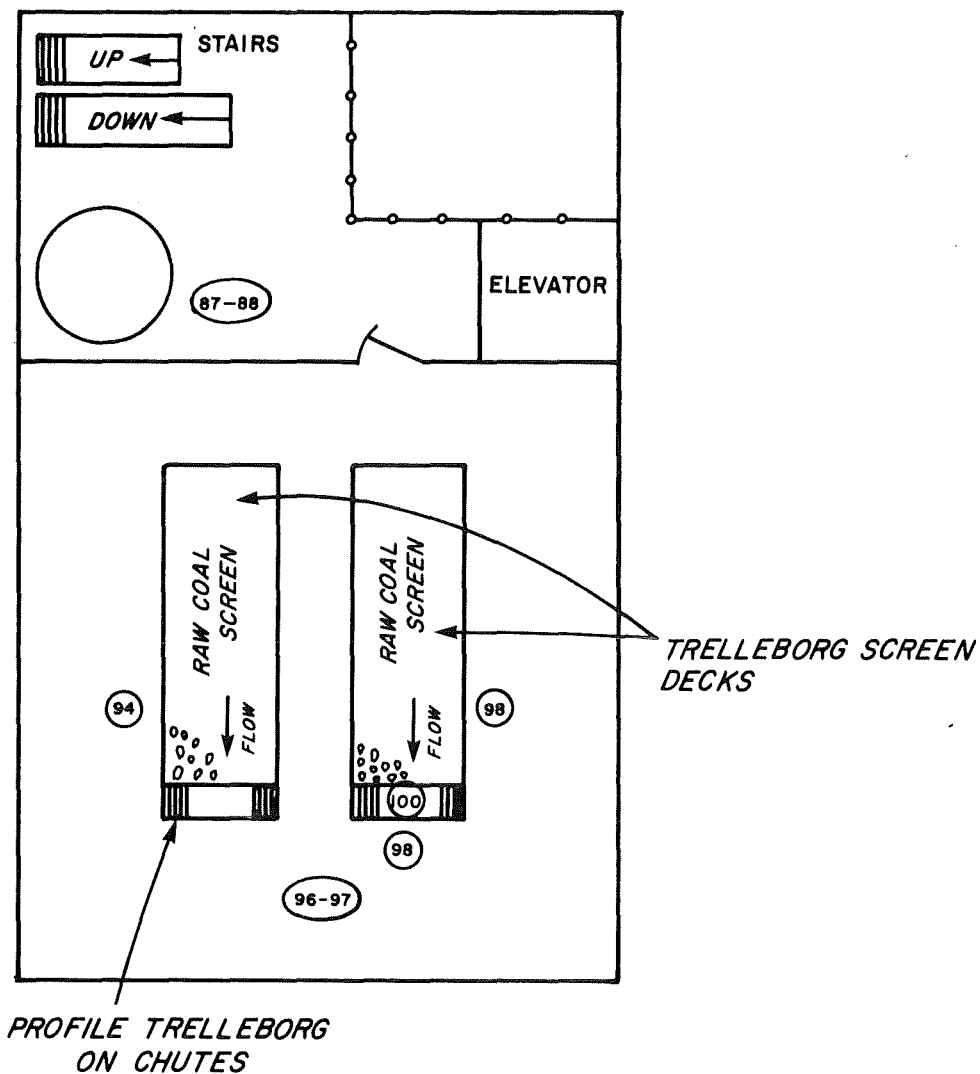 STAIRS
UP
DOWN
87-88
ELEVATOR
RAW COAL
SCREEN
FLOW
RAW COAL
SCREEN
FLOW
TRELLEBORG SCREEN
DECKS
94
98
100
98
96-97
PROFILE TRELLEBORG
ON CHUTES